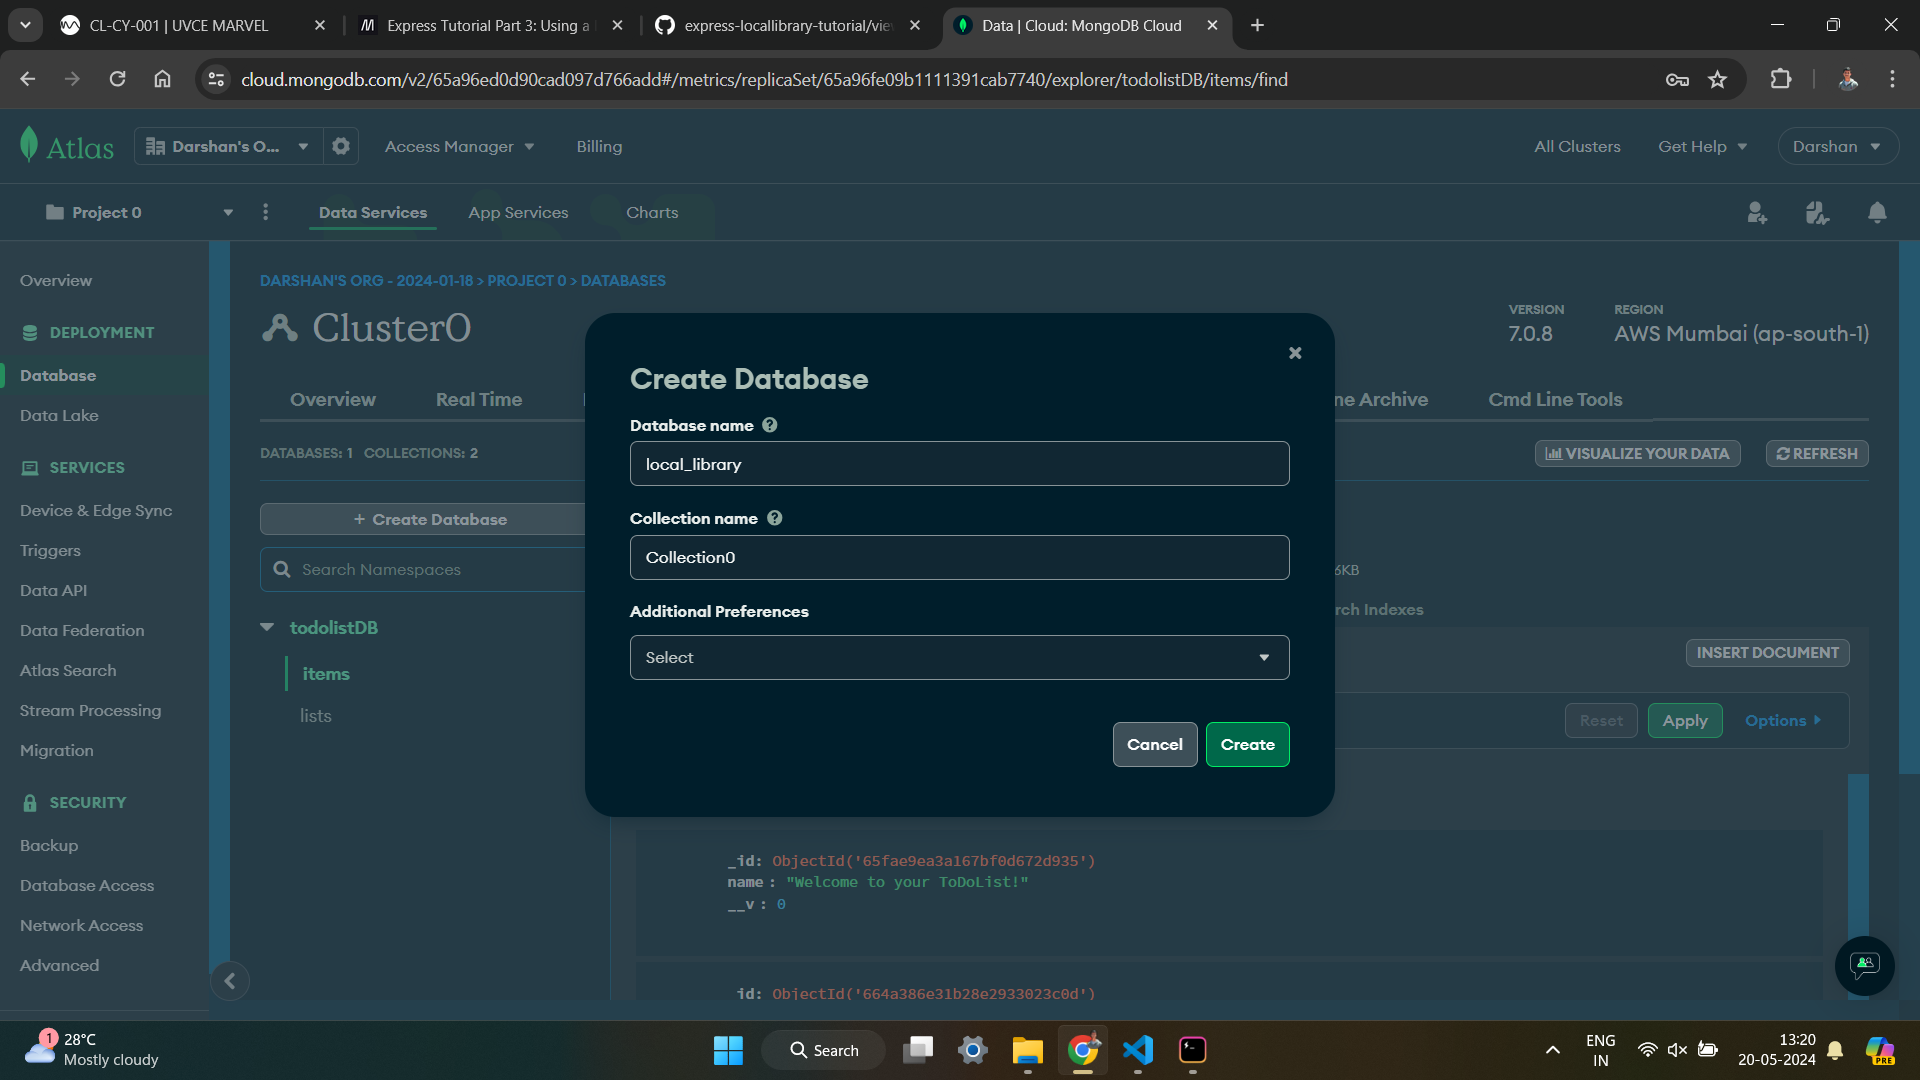 CL-CY-001 | UVCE MARVEL
Express Tutorial Part 3: Using a
express-locallibrary-tutorial/vie
Data | Cloud: MongoDB Cloud
cloud.mongodb.com/v2/65a96ed0d90cad097d766add#/metrics/replicaSet/65a96fe09b1111391cab7740/explorer/todolistDB/items/find
Atlas
Darshan's O...
Access Manager
Billing
All Clusters
Get Help
Darshan
Project 0
Data Services
App Services
Charts
Overview
DEPLOYMENT
Database
Data Lake
SERVICES
Device & Edge Sync
Triggers
Data API
Data Federation
Atlas Search
Stream Processing
Migration
SECURITY
Backup
Database Access
Network Access
Advanced
DARSHAN'S ORG - 2024-01-18 > PROJECT 0 > DATABASES
Cluster0
VERSION
7.0.8
REGION
AWS Mumbai (ap-south-1)
Overview
Real Time
ne Archive
Cmd Line Tools
DATABASES: 1 COLLECTIONS: 2
VISUALIZE YOUR DATA
REFRESH
+ Create Database
Search Namespaces
todolistDB
items
lists
Create Database
Database name
local_library
Collection name
Collection0
Additional Preferences
Select
Cancel
Create
6KB
rch Indexes
INSERT DOCUMENT
Reset
Apply
Options
_id: ObjectId('65fae9ea3a167bf0d672d935')
name : "Welcome to your ToDoList!"
__v : 0
_id: ObjectId('664a386e31b28e2933023c0d')
1
28°C
Mostly cloudy
Search
ENG
IN
13:20
20-05-2024
PRE